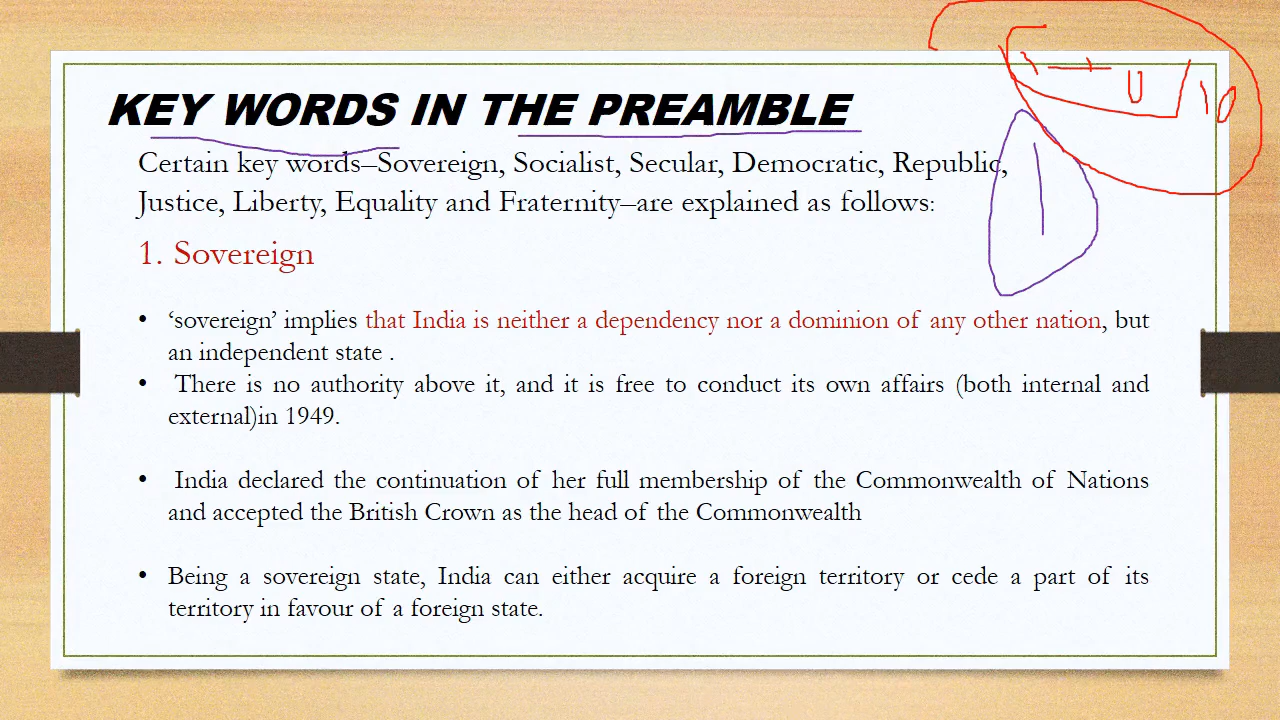 KEY WORDS IN THE PREAMBLE
Certain key words–Sovereign, Socialist, Secular, Democratic, Republic,
Justice, Liberty, Equality and Fraternity–are explained as follows:
1. Sovereign
• ‘sovereign’ implies that India is neither a dependency nor a dominion of any other nation, but
an independent state .
• There is no authority above it, and it is free to conduct its own affairs (both internal and
external)in 1949.
• India declared the continuation of her full membership of the Commonwealth of Nations
and accepted the British Crown as the head of the Commonwealth
• Being a sovereign state, India can either acquire a foreign territory or cede a part of its
territory in favour of a foreign state.